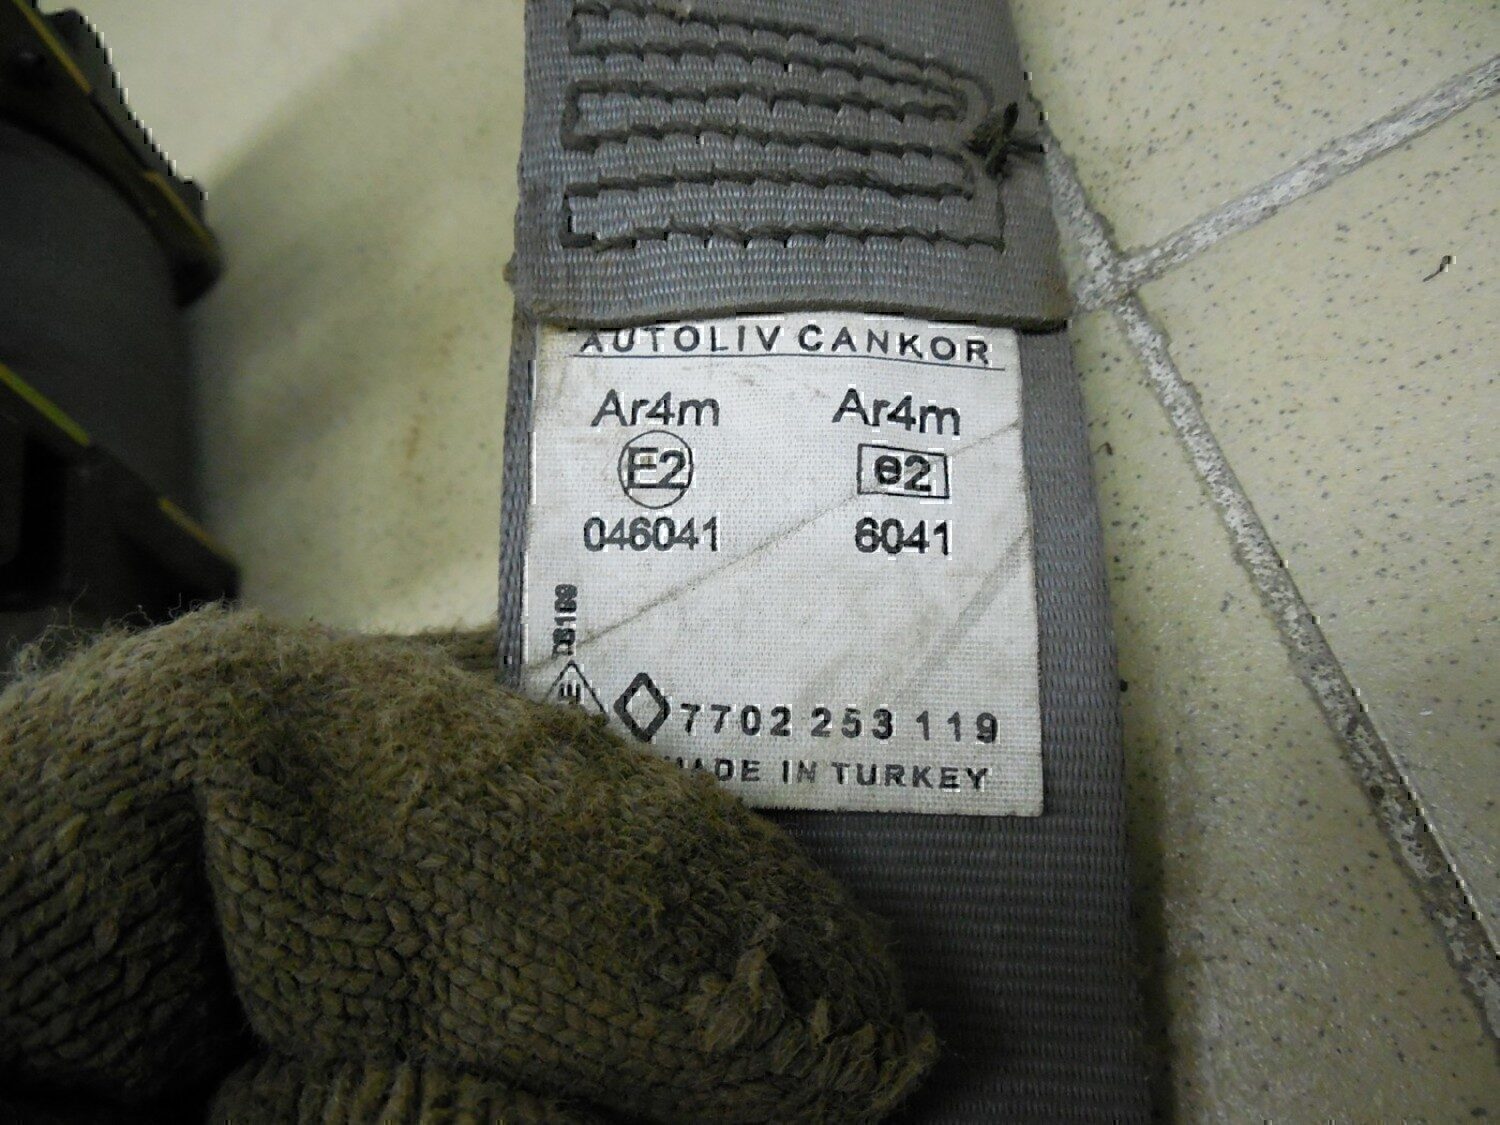 AUTOLIV CANKOR
Ar4m Ar4m
E2 e2
046041 6041
7702 253 119
MADE IN TURKEY